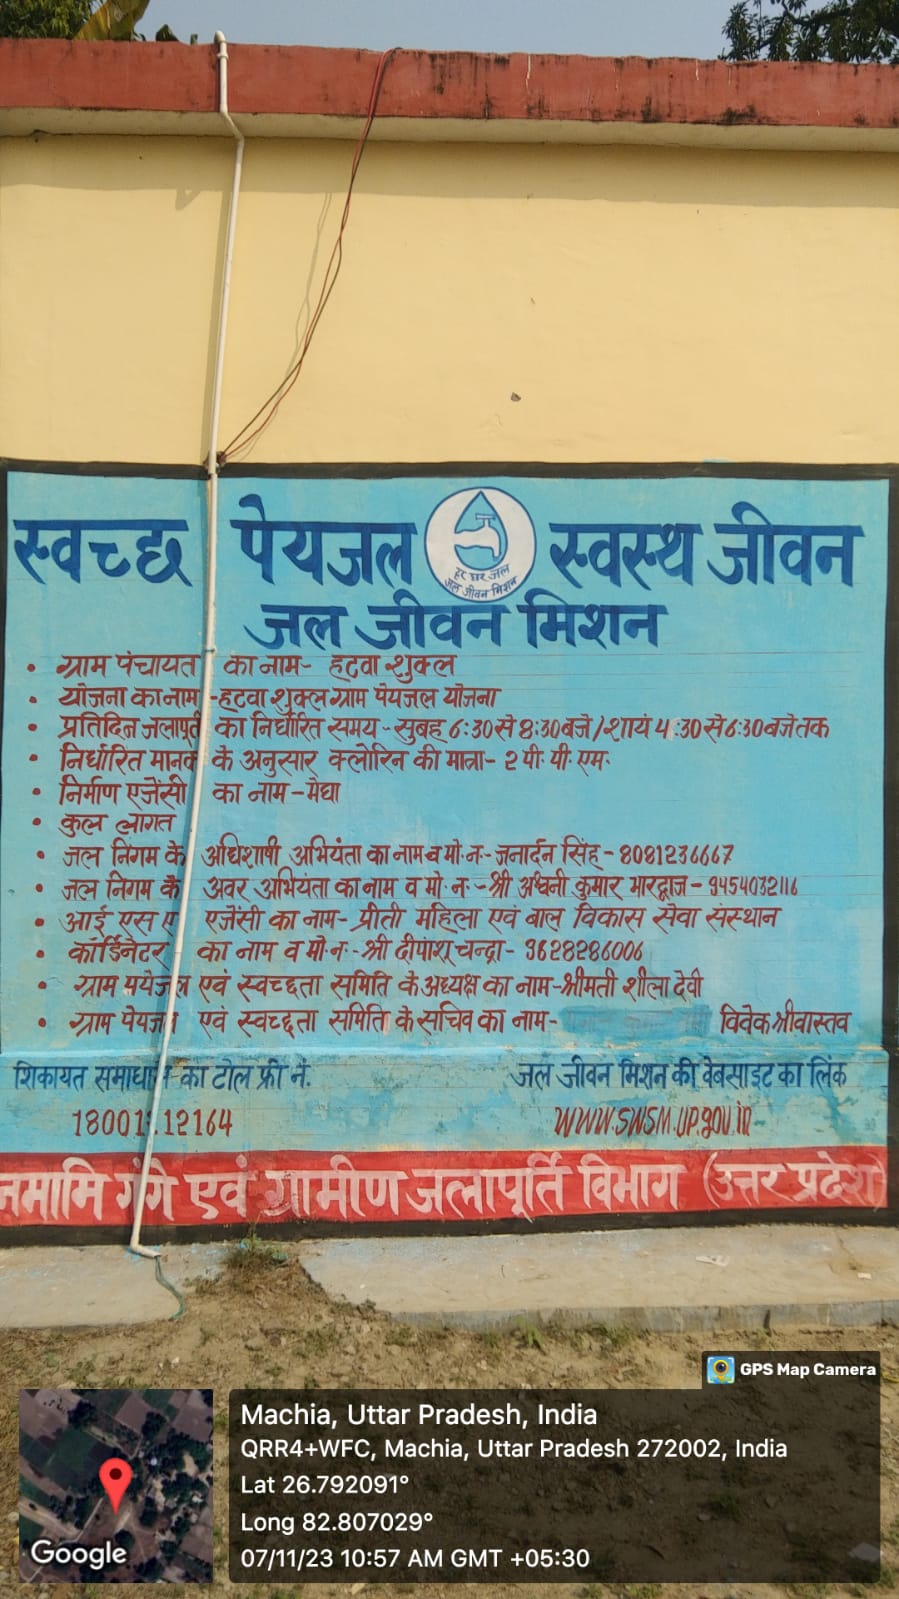 स्वच्छ पेयजल स्वस्थ जीवन
हर घर जल
जल जीवन मिशन
जल जीवन मिशन
• ग्राम पंचायत का नाम- हटवा शुक्ल
• योजना का नाम -हटवा शुक्ल ग्राम पेयजल योजना
• प्रतिदिन जलापूर्ति का निर्धारित समय - सुबह 6:30 से 8:30 बजे/शायं 4:30 से 6:30 बजे तक
• निर्धारित मानक के अनुसार क्लोरिन की मात्रा- 2 पी. पी. एम.
• निर्माण एजेंसी का नाम - मेघा
• कुल लागत
• जल निगम के अधिशाषी अभियंता का नाम व मो.न.- जनार्दन सिंह - 8081236667
• जल निगम के अवर अभियंता का नाम व मो.न.- श्री अश्वनी कुमार भारद्वाज - 9454032116
• आई एस ए एजेंसी का नाम- प्रीती महिला एवं बाल विकास सेवा संस्थान
• कॉर्डिनेटर का नाम व मो.न.- श्री दीपांशू चन्द्रा- 9628286006
• ग्राम पयेजल एवं स्वच्छता समिति के अध्यक्ष का नाम-श्रीमती शीला देवी
• ग्राम पेयजल एवं स्वच्छता समिति के सचिव का नाम- विवेक श्रीवास्तव
शिकायत समाधान का टोल फ्री नं. जल जीवन मिशन की वेबसाइट का लिंक
WWW.SWSM.UP.gov.in
नमामि गंगे एवं ग्रामीण जलापूर्ति विभाग (उत्तर प्रदेश)
GPS Map Camera
Machia, Uttar Pradesh, India
QRR4+WFC, Machia, Uttar Pradesh 272002, India
Lat 26.792091°
Long 82.807029°
07/11/23 10:57 AM GMT +05:30
Google